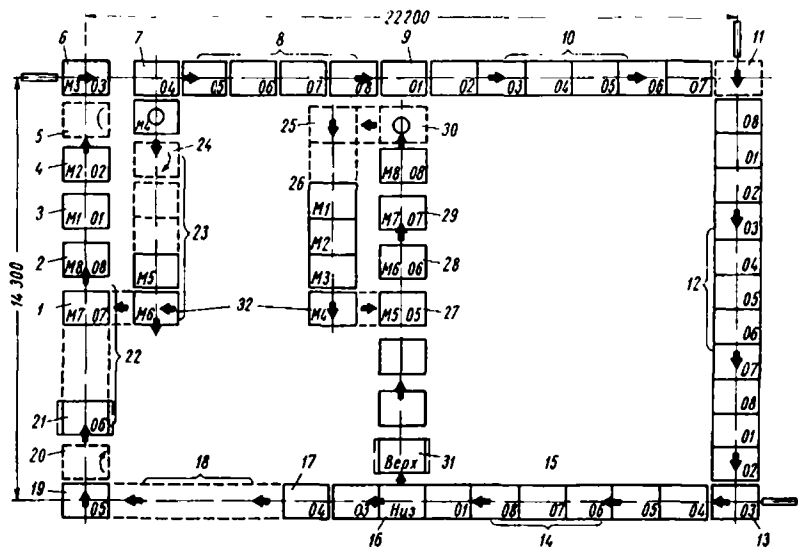 22200
6 7 8 9 10 11
М3 03 04 05 06 07 08 01 02 03 04 05 06 07
5 М4 25 30 08
24
4 М2 02 М8 08 01
26
3 М1 01 23 М1 М7 07 29 02
М2 03
2 М8 08 М5 М3 М6 06 28 12 04
14300
1 М7 07 М6 32 М4 М5 05 27 05
22 06
07
21 06 08
20 Верх 31 01
18 17 15 02
19 05 04 03 Низ 01 08 07 06 05 04 03
16 14 13